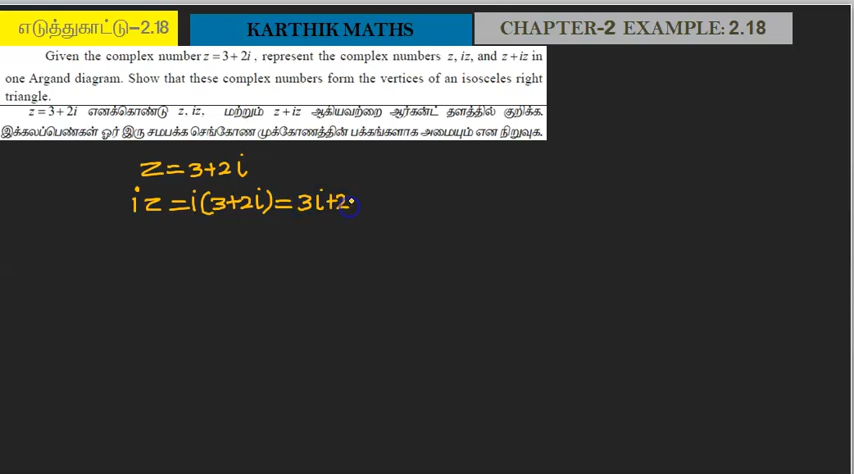 எடுத்துகாட்டு–2.18
KARTHIK MATHS
CHAPTER-2 EXAMPLE: 2.18
Given the complex number z = 3 + 2i , represent the complex numbers z, iz, and z + iz in
one Argand diagram. Show that these complex numbers form the vertices of an isosceles right
triangle.
z = 3 + 2i எனக்கொண்டு z, iz, மற்றும் z + iz ஆகியவற்றை ஆர்கன்ட் தளத்தில் குறிக்க.
இக்கலப்பெண்கள் ஓர் இரு சமபக்க செங்கோண முக்கோணத்தின் பக்கங்களாக அமையும் என நிறுவுக.
z = 3+2i
iz = i(3+2i) = 3i+2